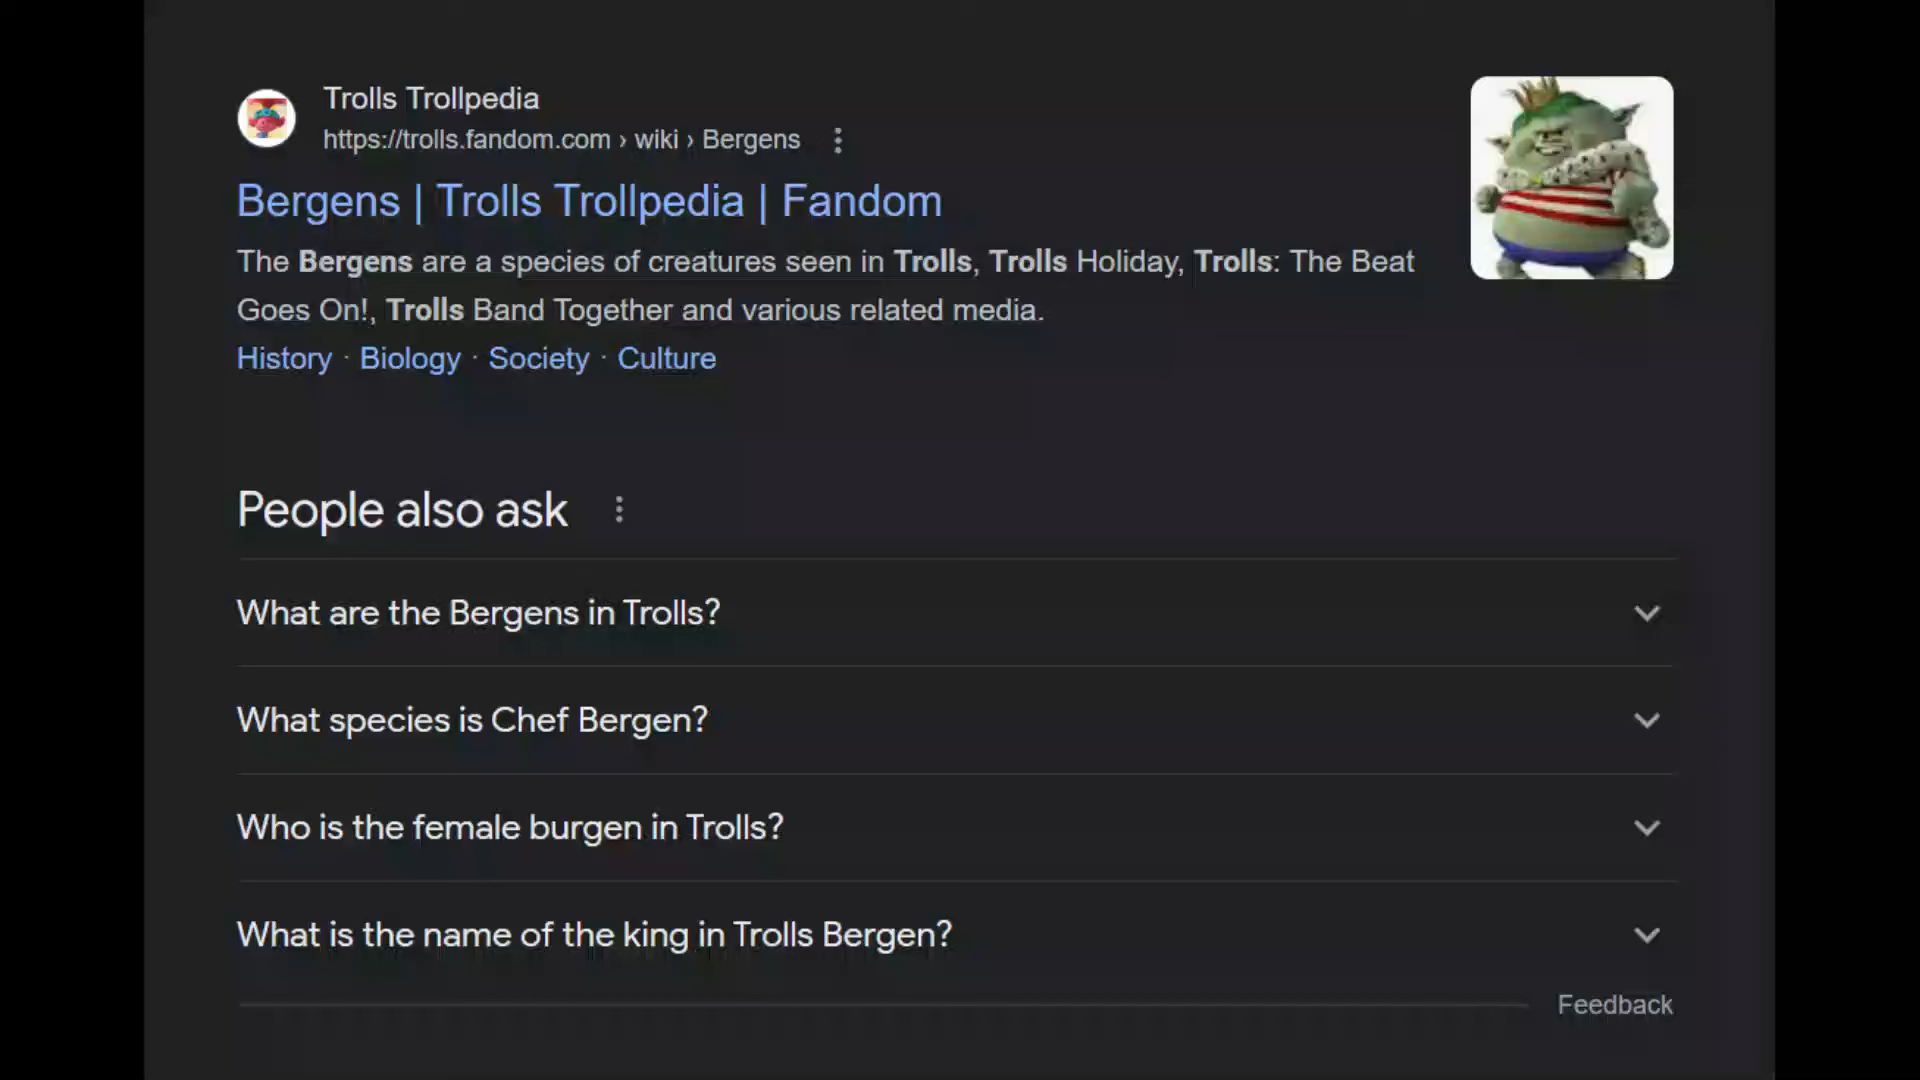 Trolls Trollpedia
https://trolls.fandom.com › wiki › Bergens
Bergens | Trolls Trollpedia | Fandom
The Bergens are a species of creatures seen in Trolls, Trolls Holiday, Trolls: The Beat
Goes On!, Trolls Band Together and various related media.
History · Biology · Society · Culture
People also ask
What are the Bergens in Trolls?
What species is Chef Bergen?
Who is the female burgen in Trolls?
What is the name of the king in Trolls Bergen?
Feedback